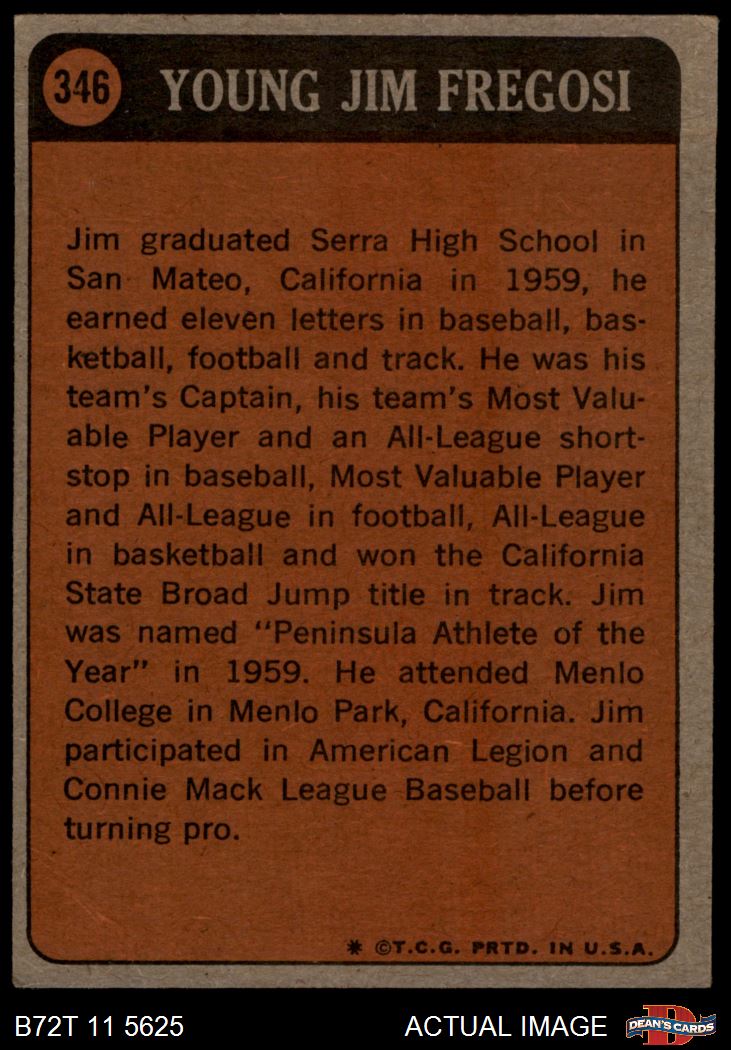 346 YOUNG JIM FREGOSI
Jim graduated Serra High School in
San Mateo, California in 1959, he
earned eleven letters in baseball, bas-
ketball, football and track. He was his
team's Captain, his team's Most Valu-
able Player and an All-League short-
stop in baseball, Most Valuable Player
and All-League in football, All-League
in basketball and won the California
State Broad Jump title in track. Jim
was named "Peninsula Athlete of the
Year" in 1959. He attended Menlo
College in Menlo Park, California. Jim
participated in American Legion and
Connie Mack League Baseball before
turning pro.
* ©T.C.G. PRTD. IN U.S.A.
B72T 11 5625 ACTUAL IMAGE D DEAN'S CARDS